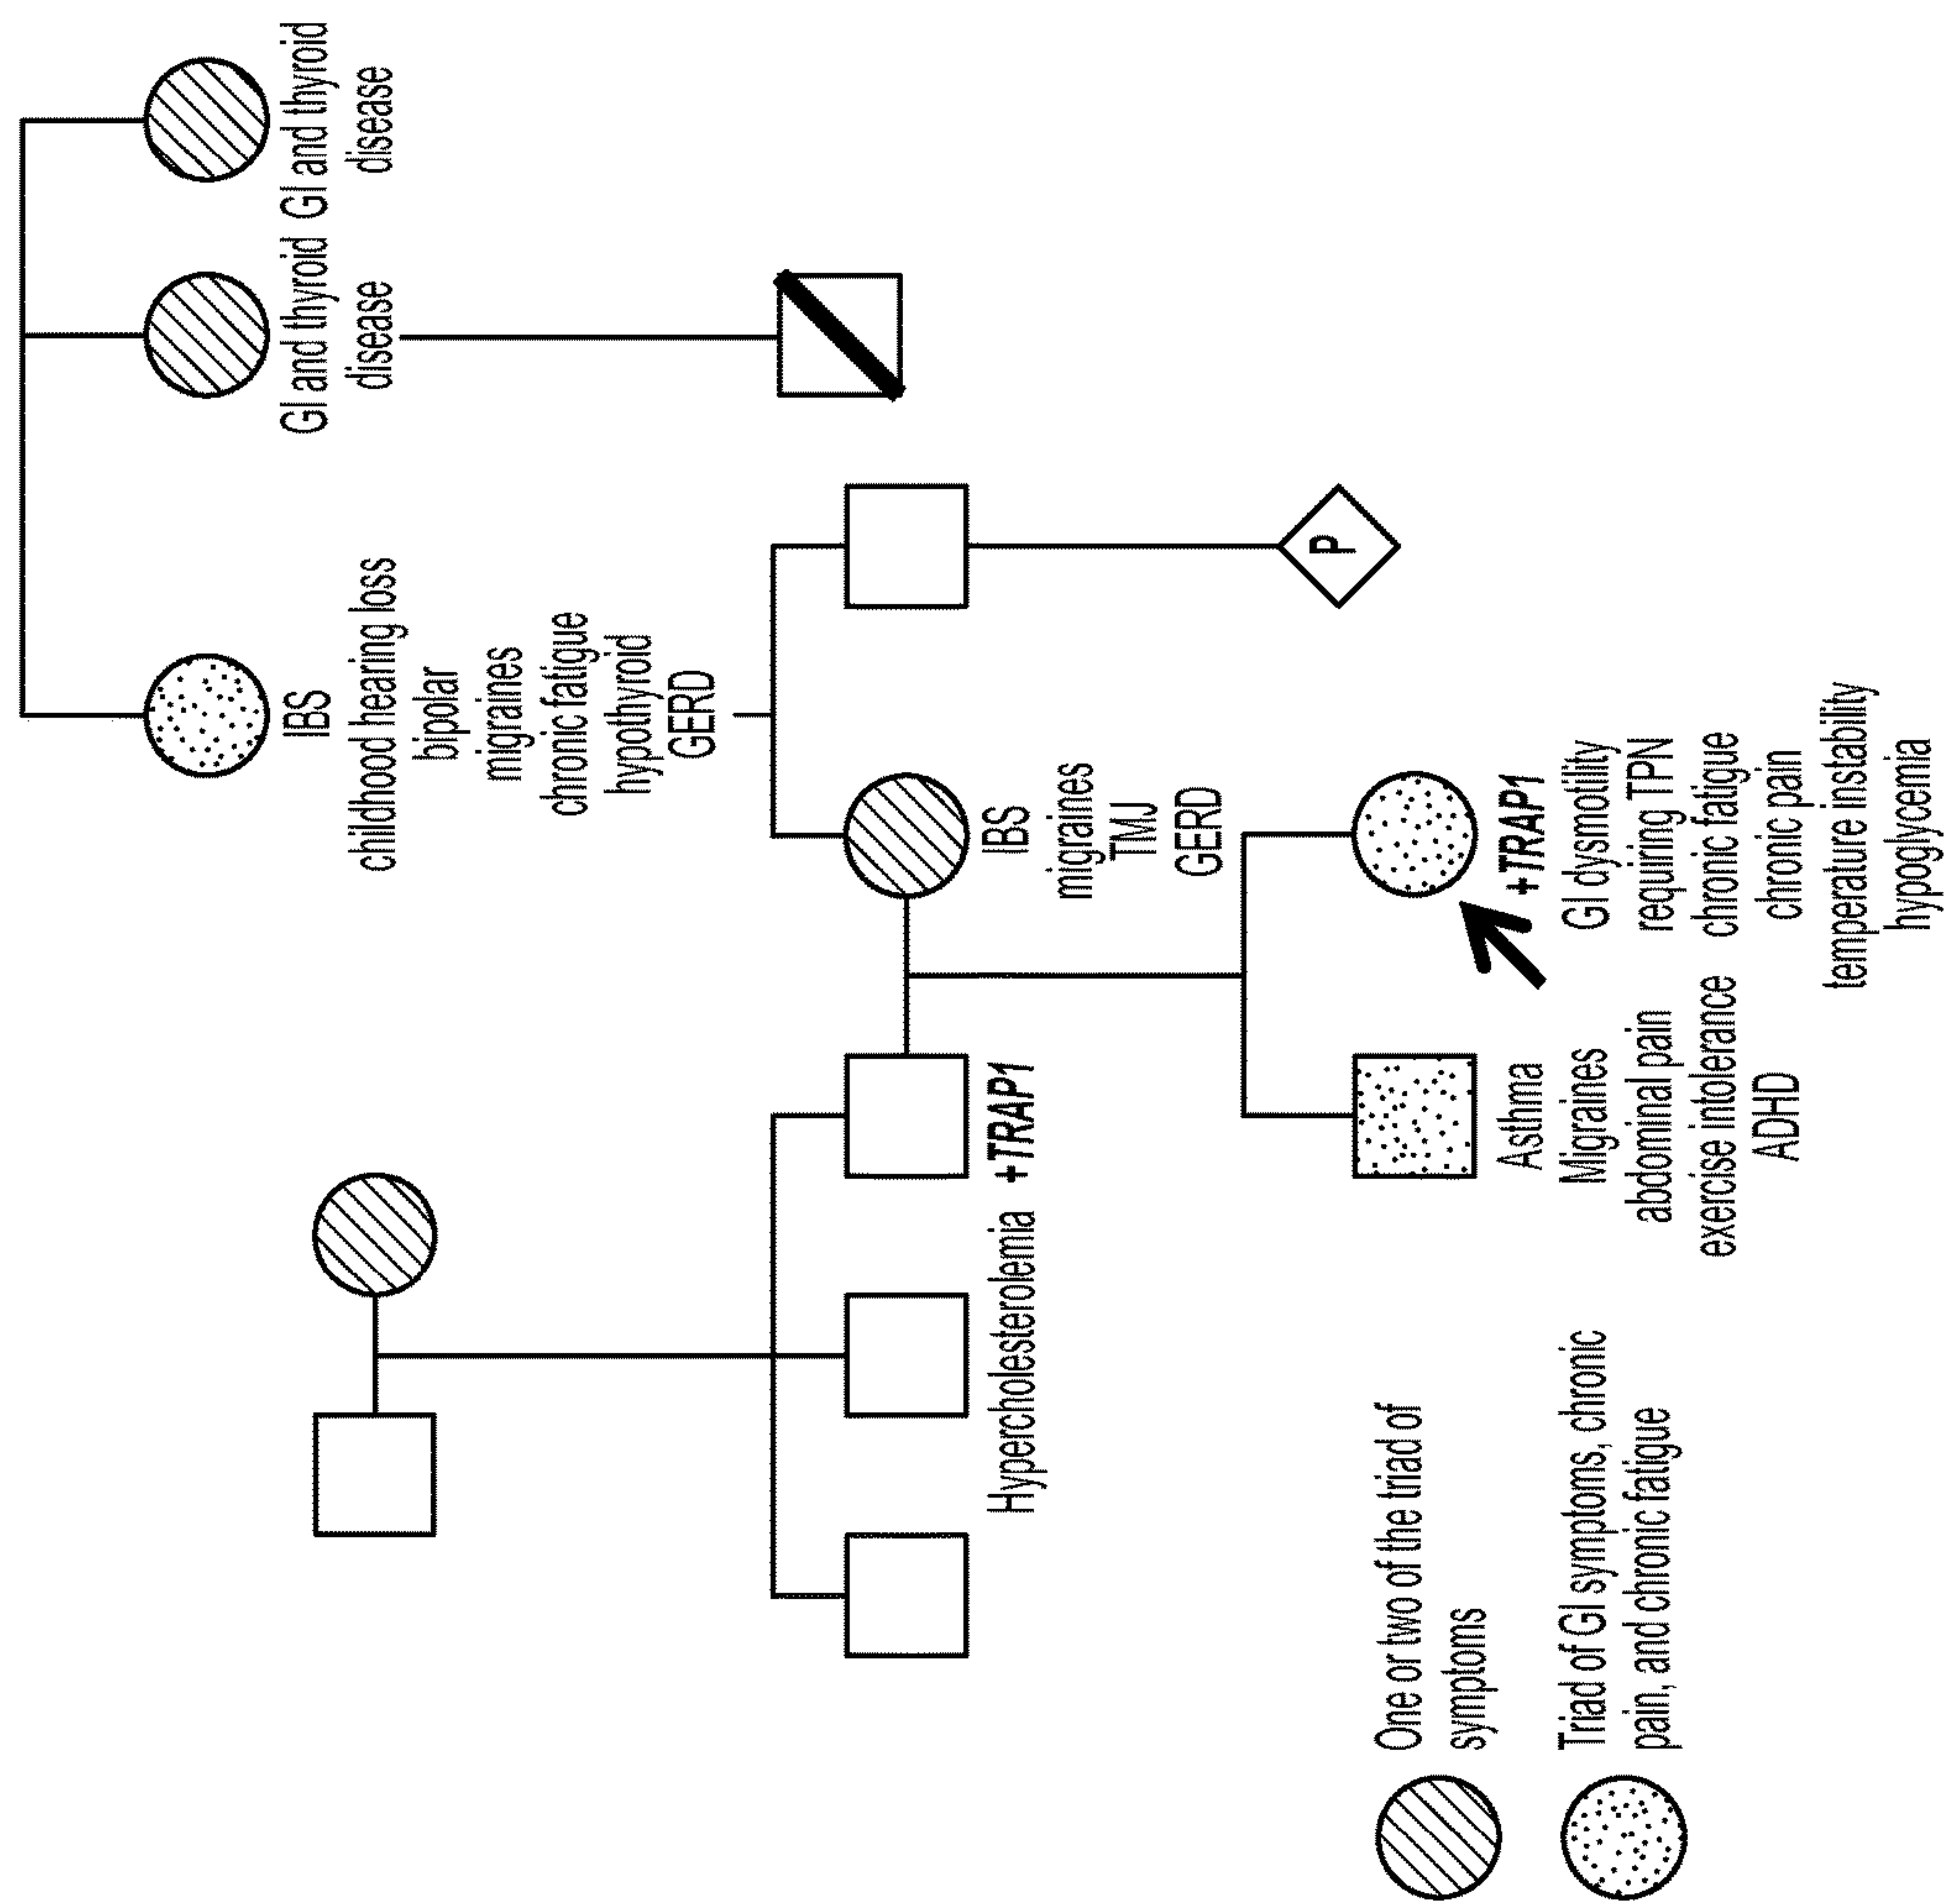 GI and thyroid
disease
GI and thyroid
disease
IBS
childhood hearing loss
bipolar
migraines
chronic fatigue
hypothyroid
GERD
IBS
migraines
TMJ
GERD
P
Hypercholesterolemia
+TRAP1
Asthma
Migraines
abdominal pain
exercise intolerance
ADHD
+TRAP1
GI dysmotility
requiring TPN
chronic fatigue
chronic pain
temperature instability
hypoglycemia
One or two of the triad of
symptoms
Triad of GI symptoms, chronic
pain, and chronic fatigue